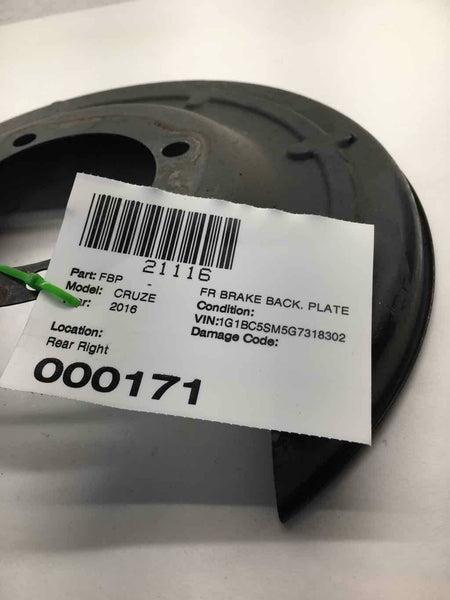 21116
Part: FBP - FR BRAKE BACK. PLATE
Model: CRUZE Condition:
ar: 2016 VIN:1G1BC5SM5G7318302
Damage Code:
Location:
Rear Right
000171